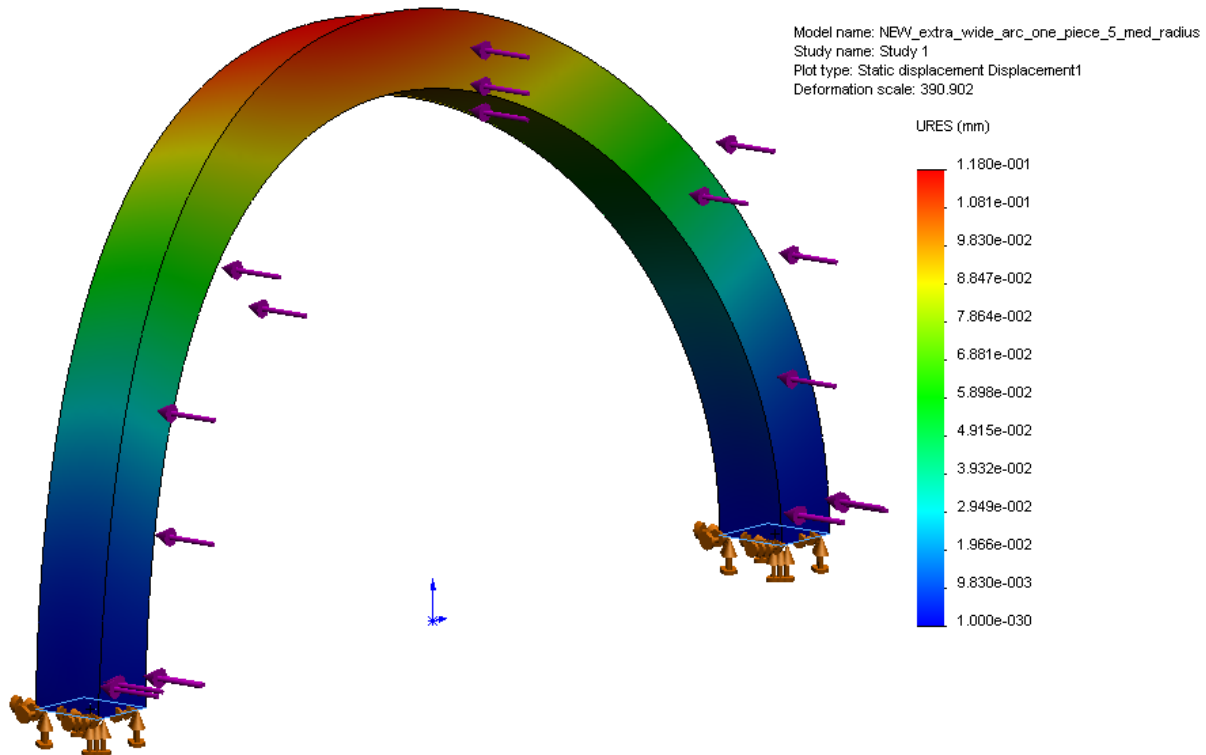 Model name: NEW_extra_wide_arc_one_piece_5_med_radius
Study name: Study 1
Plot type: Static displacement Displacement1
Deformation scale: 390.902
URES (mm)
1.180e-001
1.081e-001
9.830e-002
8.847e-002
7.864e-002
6.881e-002
5.898e-002
4.915e-002
3.932e-002
2.949e-002
1.966e-002
9.830e-003
1.000e-030